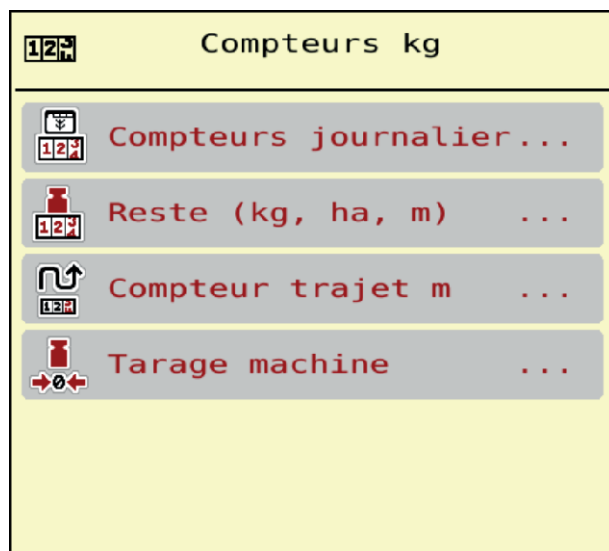 Compteurs kg
Compteurs journalier...
Reste (kg, ha, m) ...
Compteur trajet m ...
Tarage machine ...